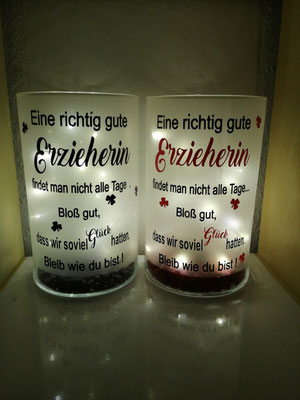 Eine richtig gute
Erzieherin
findet man nicht alle Tage...
Bloß gut,
dass wir soviel Glück hatten.
Bleib wie du bist !
Eine richtig gute
Erzieherin
findet man nicht alle Tage...
Bloß gut,
dass wir soviel Glück hatten.
Bleib wie du bist !